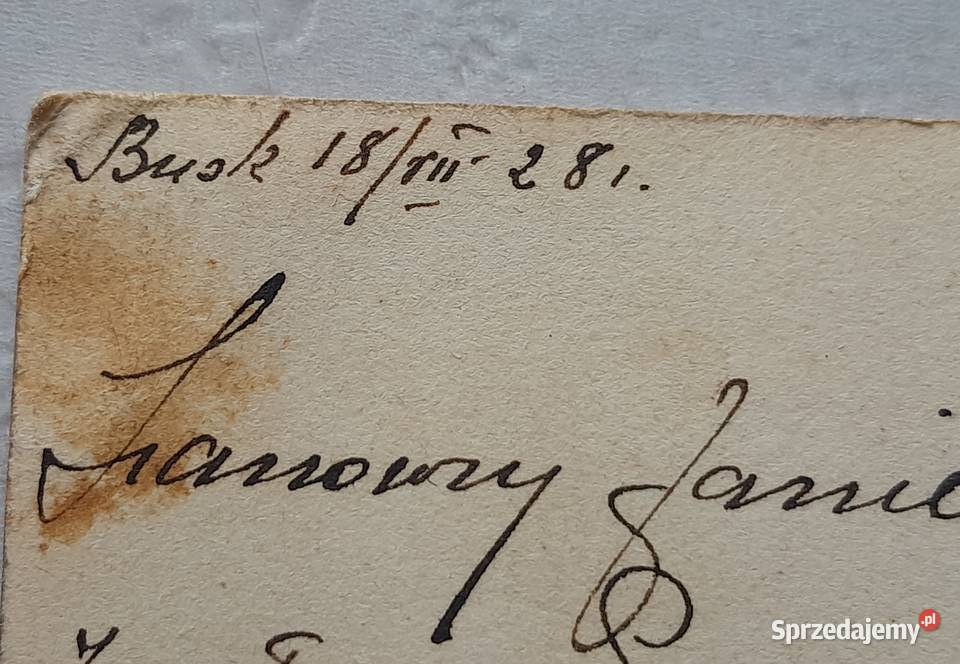 Busk 18/VII 28 r.
Szanowny Panie
Sprzedajemy.pl